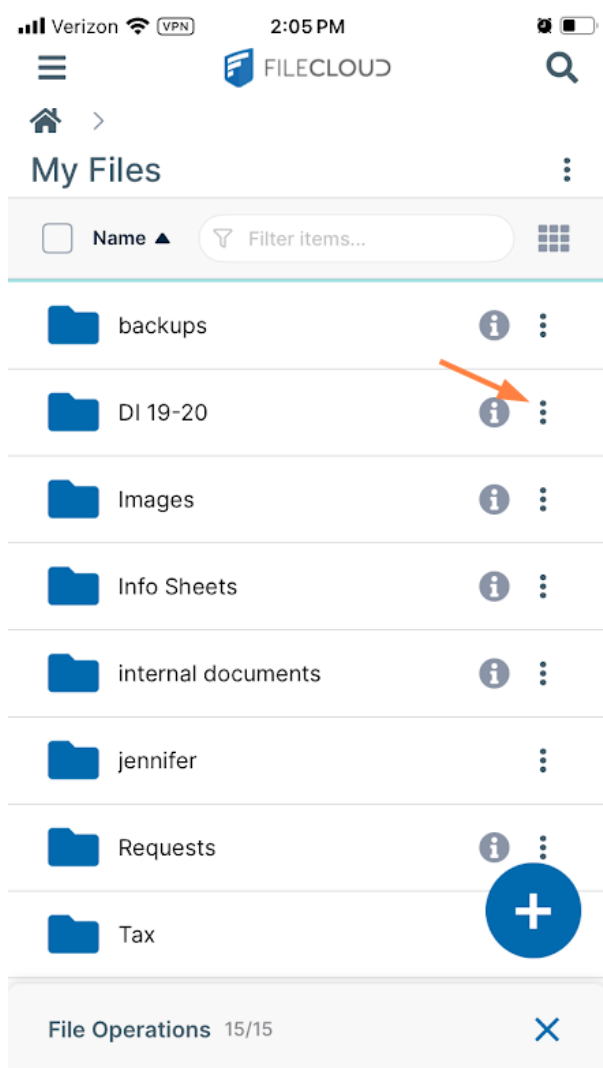 Verizon VPN 2:05 PM
FILECLOUD
My Files
Name Filter items...
backups
DI 19-20
Images
Info Sheets
internal documents
jennifer
Requests
Tax
File Operations 15/15